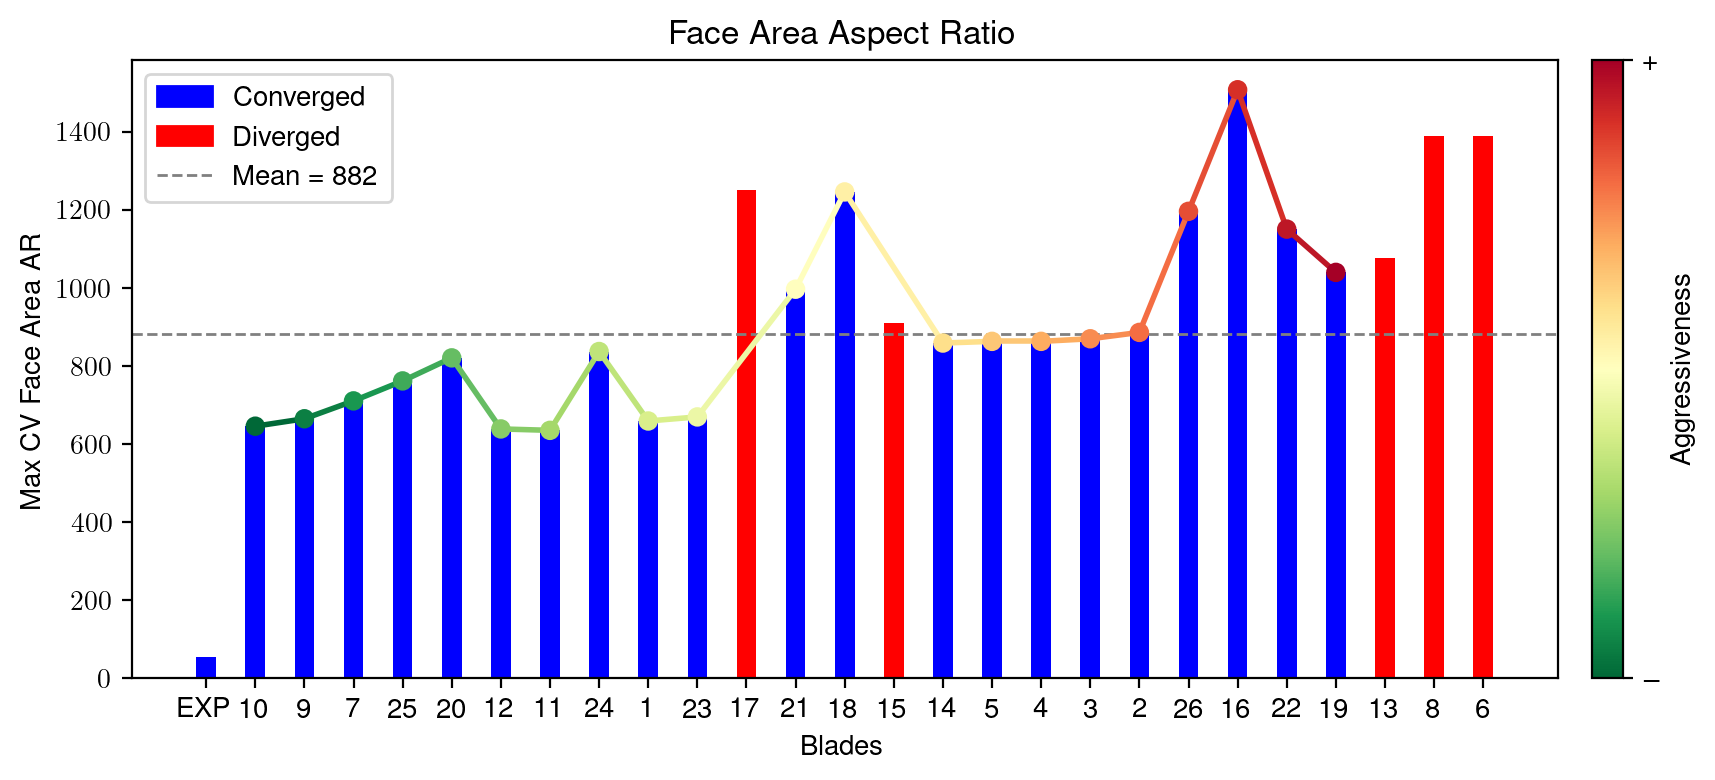 Face Area Aspect Ratio
Converged
Diverged
Mean = 882
Max CV Face Area AR
1400
1200
1000
800
600
400
200
0
EXP 10 9 7 25 20 12 11 24 1 23 17 21 18 15 14 5 4 3 2 26 16 22 19 13 8 6
Blades
+
−
Aggressiveness